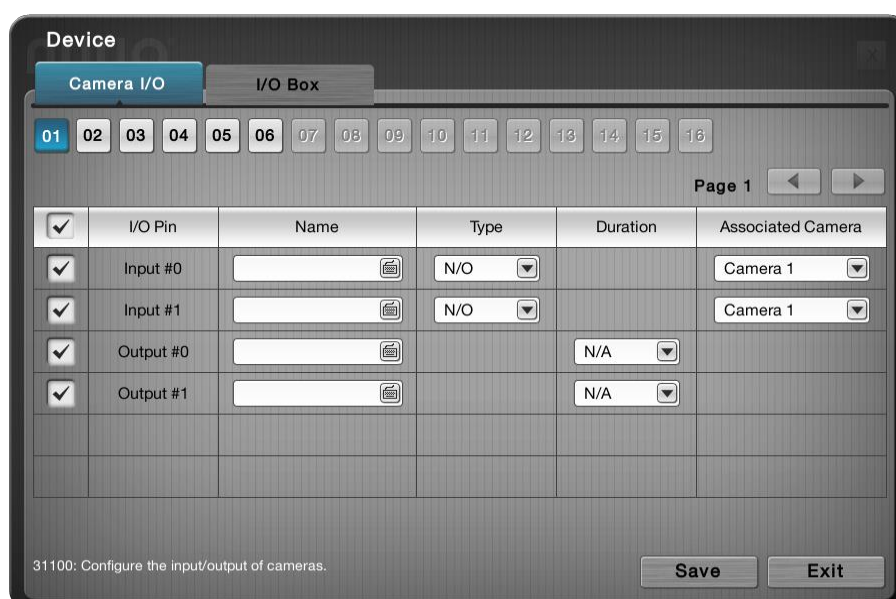 Device
Camera I/O I/O Box
01 02 03 04 05 06 07 08 09 10 11 12 13 14 15 16
Page 1
I/O Pin Name Type Duration Associated Camera
Input #0 N/O Camera 1
Input #1 N/O Camera 1
Output #0 N/A
Output #1 N/A
31100: Configure the input/output of cameras.
Save Exit